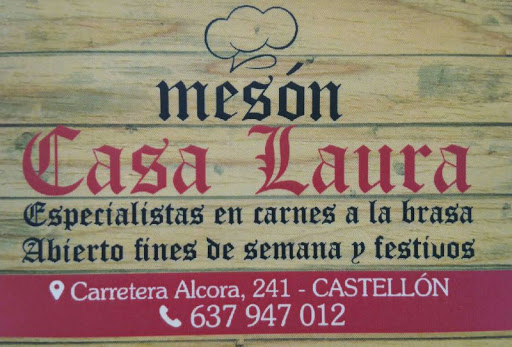 mesón
Casa Laura
Especialistas en carnes a la brasa
Abierto fines de semana y festivos
Carretera Alcora, 241 - CASTELLÓN
637 947 012